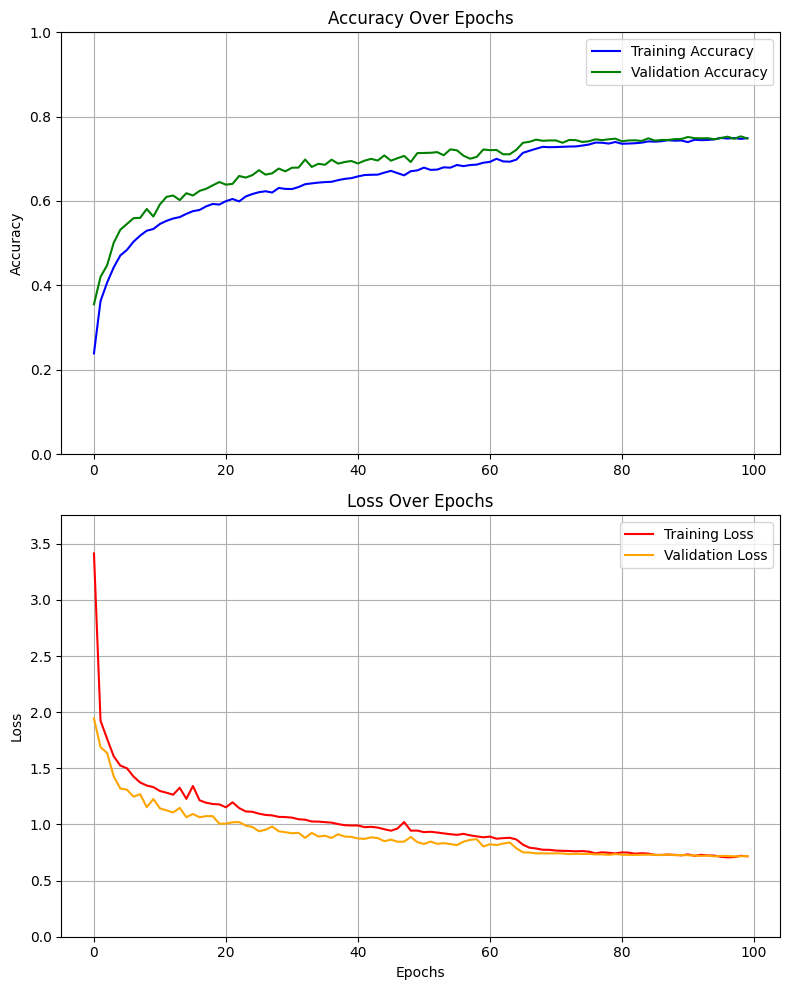 Accuracy Over Epochs
1.0
0.8
0.6
0.4
0.2
0.0
Accuracy
Training Accuracy
Validation Accuracy
0 20 40 60 80 100
Loss Over Epochs
3.5
3.0
2.5
2.0
1.5
1.0
0.5
0.0
Loss
Training Loss
Validation Loss
0 20 40 60 80 100
Epochs